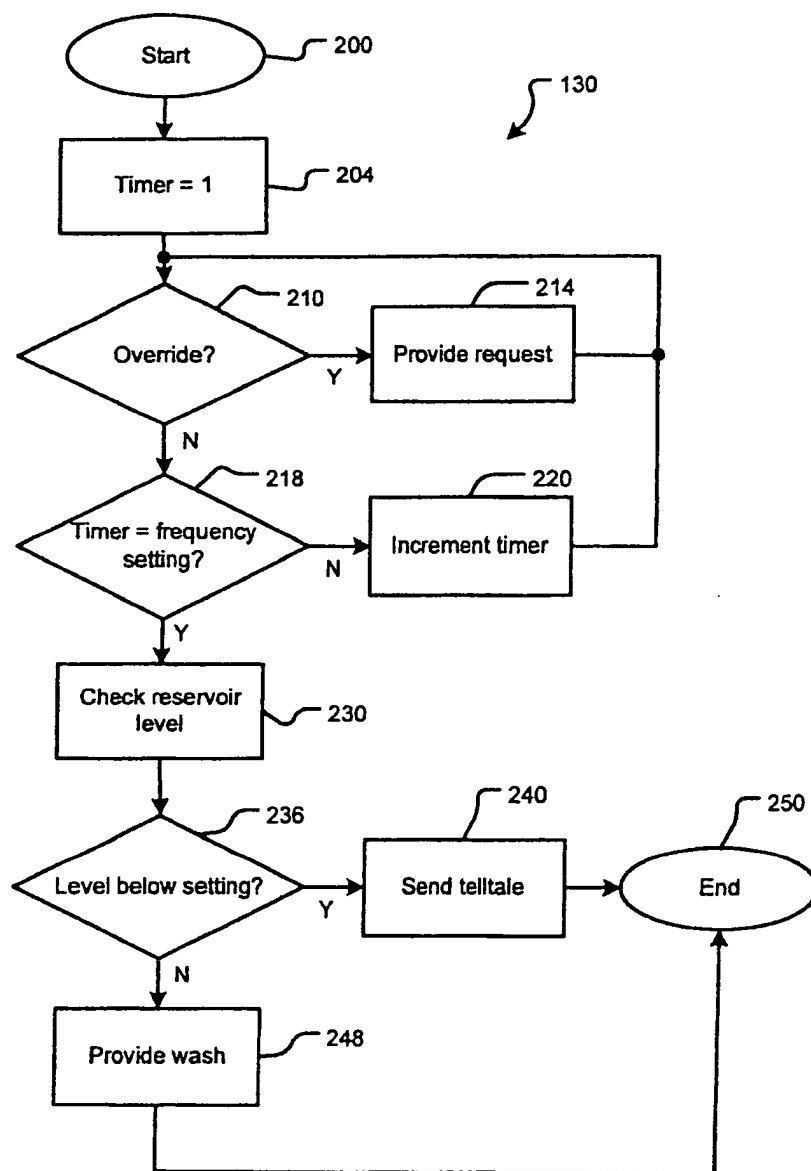 Start
200
130
Timer = 1
204
210
214
Override?
Y
Provide request
N
218
220
Timer = frequency
setting?
N
Increment timer
Y
Check reservoir
level
230
236
240
250
Level below setting?
Y
Send telltale
End
N
Provide wash
248